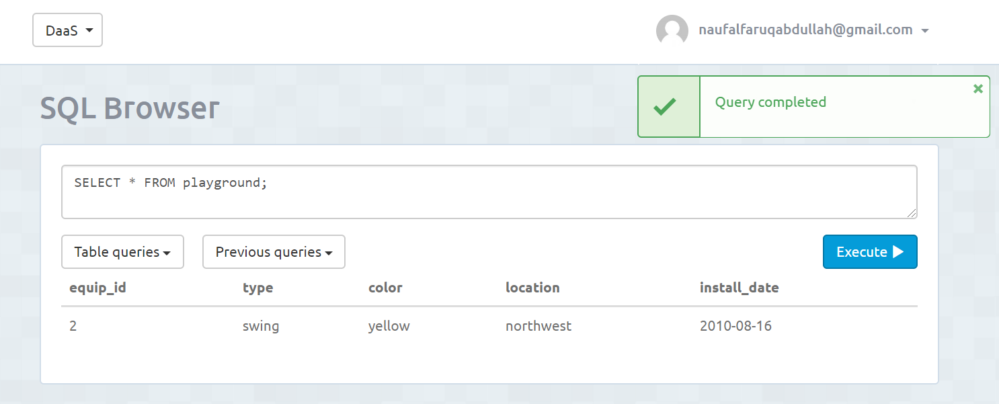 DaaS
naufalfaruqabdullah@gmail.com
SQL Browser
Query completed
SELECT * FROM playground;
Table queries
Previous queries
Execute
equip_id type color location install_date
2 swing yellow northwest 2010-08-16